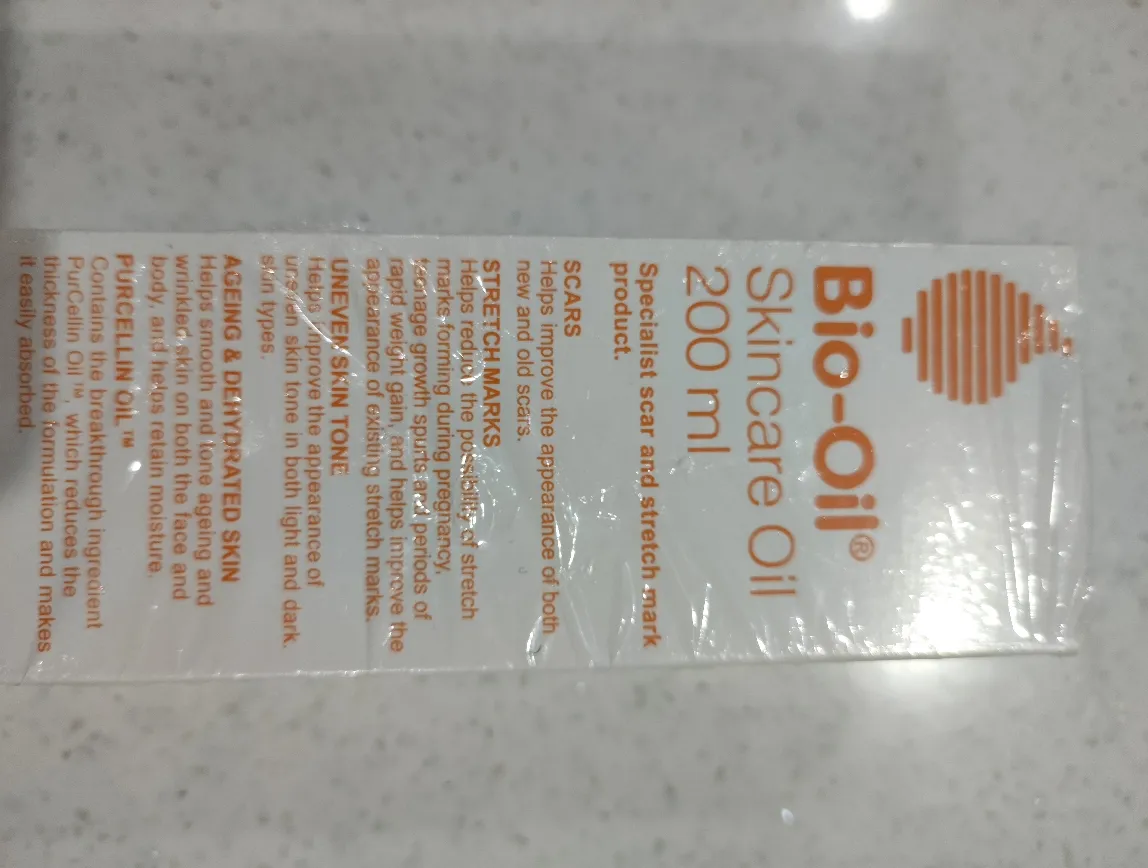 Bio-Oil®
Skincare Oil
200 ml
Specialist scar and stretch mark
product.
SCARS
Helps improve the appearance of both
new and old scars.
STRETCH MARKS
Helps reduce the possibility of stretch
marks forming during pregnancy,
teenage growth spurts and periods of
rapid weight gain, and helps improve the
appearance of existing stretch marks.
UNEVEN SKIN TONE
Helps improve the appearance of
uneven skin tone in both light and dark
skin types.
AGEING & DEHYDRATED SKIN
Helps smooth and tone ageing and
wrinkled skin on both the face and
body, and helps retain moisture.
PURCELLIN OIL™
Contains the breakthrough ingredient
PurCellin Oil™, which reduces the
thickness of the formulation and makes
it easily absorbed.